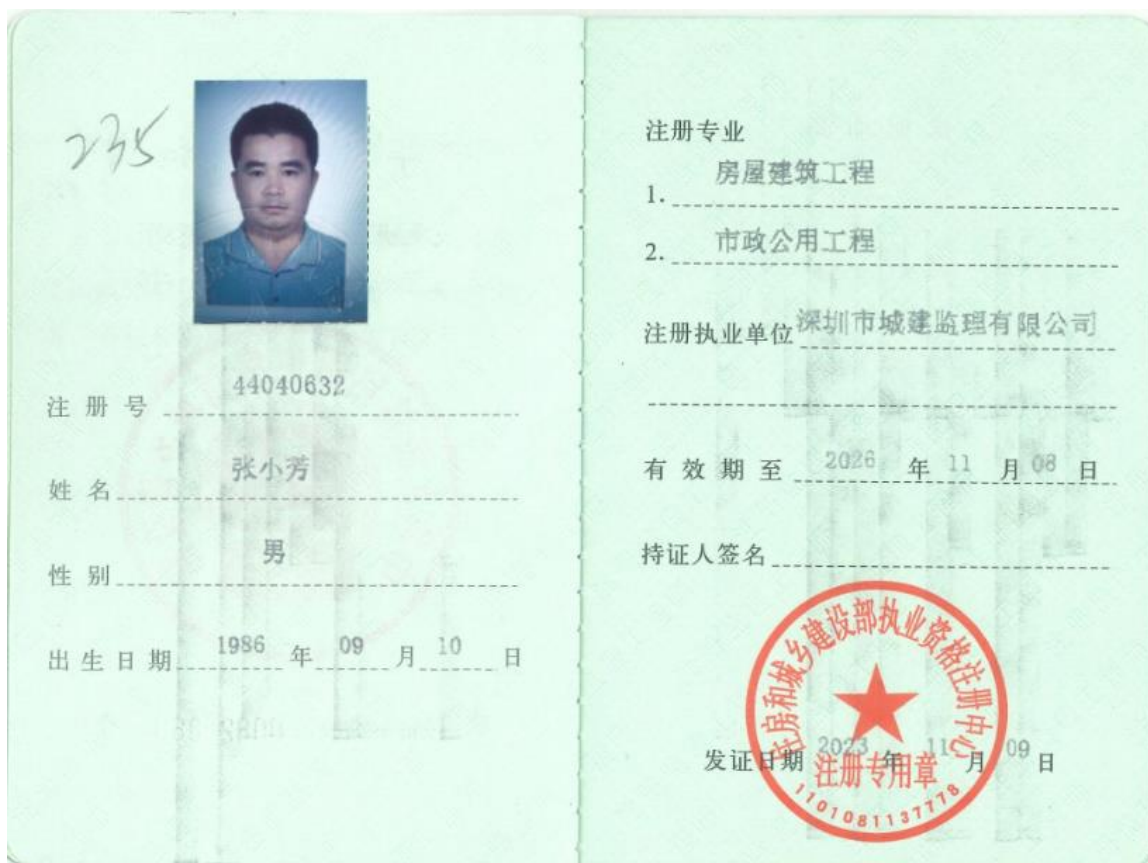 235
注册号 44040632
姓名 张小芳
性别 男
出生日期 1986 年 09 月 10 日
注册专业
1. 房屋建筑工程
2. 市政公用工程
注册执业单位 深圳市城建监理有限公司
有效期至 2026 年 11 月 08 日
持证人签名
发证日期 2023 年 11 月 09 日
住房和城乡建设部执业资格注册中心
注册专用章
1101081137778